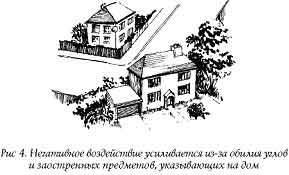 Рис 4. Негативное воздействие усиливается из-за обилия углов
и заостренных предметов, указывающих на дом